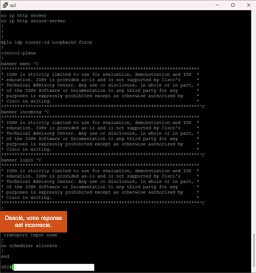 no ip http server
no ip http secure-server
!
!
!
mpls ldp router-id Loopback0 force
!
control-plane
!
banner exec ^C
**************************************************************************
* IOSv is strictly limited to use for evaluation, demonstration and IOS  *
* education. IOSv is provided as-is and is not supported by Cisco's      *
* Technical Advisory Center. Any use or disclosure, in whole or in part, *
* of the IOSv Software or Documentation to any third party for any       *
* purposes is expressly prohibited except as otherwise authorized by     *
* Cisco in writing.                                                      *
**************************************************************************^C
banner incoming ^C
**************************************************************************
* IOSv is strictly limited to use for evaluation, demonstration and IOS  *
* education. IOSv is provided as-is and is not supported by Cisco's      *
* Technical Advisory Center. Any use or disclosure, in whole or in part, *
* of the IOSv Software or Documentation to any third party for any       *
* purposes is expressly prohibited except as otherwise authorized by     *
* Cisco in writing.                                                      *
**************************************************************************^C
banner login ^C
**************************************************************************
* IOSv is strictly limited to use for evaluation, demonstration and IOS  *
* education. IOSv is provided as-is and is not supported by Cisco's      *
* Technical Advisory Center. Any use or disclosure, in whole or in part, *
* of the IOSv Software or Documentation to any third party for any       *
* purposes is expressly prohibited except as otherwise authorized by     *
Désolé, votre réponse
est incorrecte.
transport input none
!
no scheduler allocate
!
end